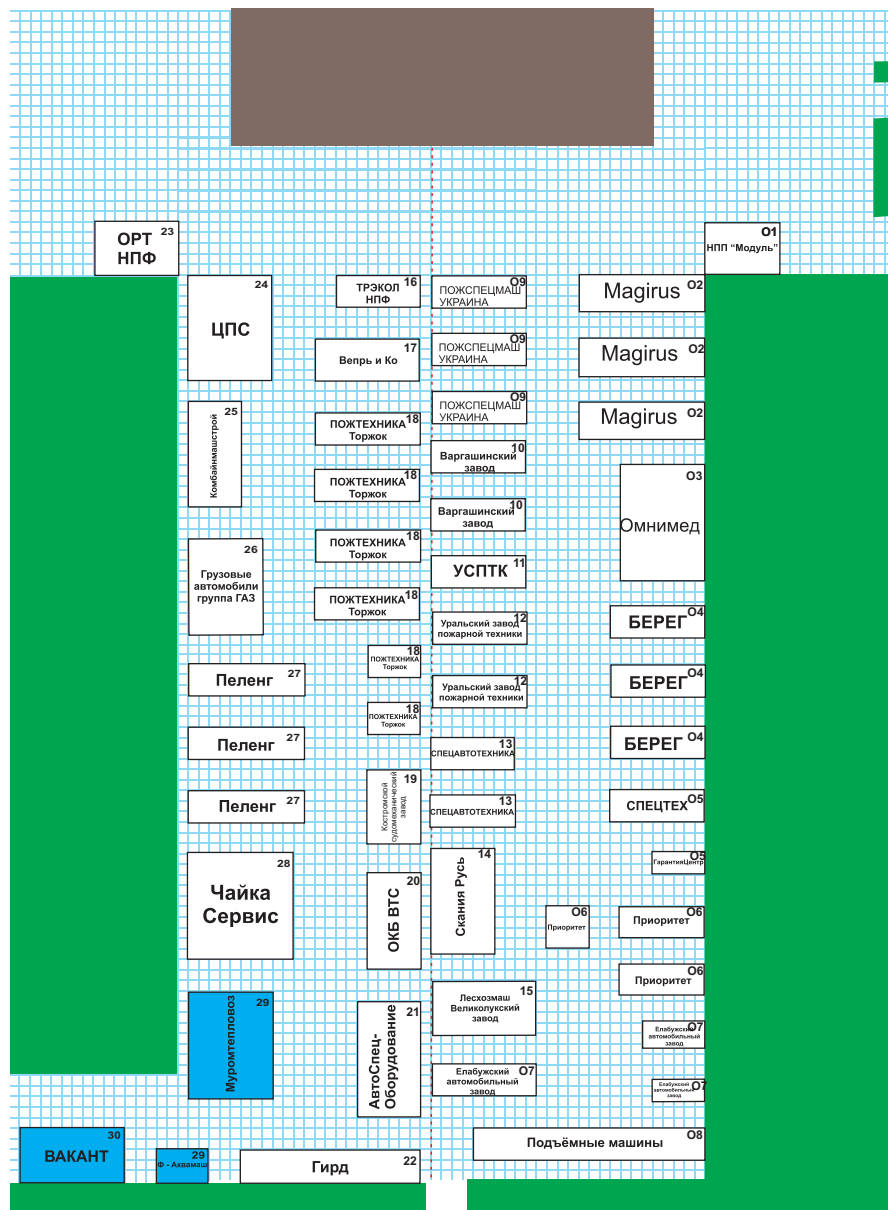 23
ОРТ
НПФ
О1
НПП “Модуль”
24
ЦПС
16
ТРЭКОЛ
НПФ
О9
ПОЖСПЕЦМАШ
УКРАИНА
О2
Magirus
17
Вепрь и Ко
О9
ПОЖСПЕЦМАШ
УКРАИНА
О2
Magirus
25
Комбайнмашстрой
18
ПОЖТЕХНИКА
Торжок
О9
ПОЖСПЕЦМАШ
УКРАИНА
О2
Magirus
10
Варгашинский
завод
18
ПОЖТЕХНИКА
Торжок
О3
Омнимед
10
Варгашинский
завод
26
Грузовые
автомобили
группа ГАЗ
18
ПОЖТЕХНИКА
Торжок
11
УСПТК
18
ПОЖТЕХНИКА
Торжок
12
Уральский завод
пожарной техники
О4
БЕРЕГ
27
Пеленг
18
ПОЖТЕХНИКА
Торжок
12
Уральский завод
пожарной техники
О4
БЕРЕГ
18
ПОЖТЕХНИКА
Торжок
27
Пеленг
13
СПЕЦАВТОТЕХНИКА
О4
БЕРЕГ
27
Пеленг
19
Костромской
судомеханический
завод
13
СПЕЦАВТОТЕХНИКА
О5
СПЕЦТЕХ
28
Чайка
Сервис
20
ОКБ ВТС
14
Скания Русь
О5
ГарантияЦентр
О6
Приоритет
О6
Приоритет
О6
Приоритет
29
Муромтепловоз
21
АвтоСпец-
Оборудование
15
Лесхозмаш
Великолукский
завод
О7
Елабужский
автомобильный
завод
О7
Елабужский
автомобильный
завод
О7
Елабужский
автомобильный
завод
30
ВАКАНТ
29
Ф - Аквамаш
22
Гирд
О8
Подъёмные машины